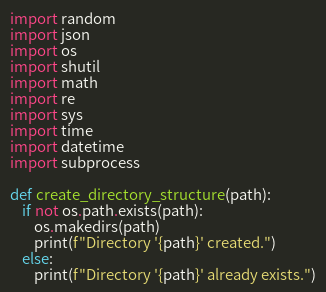 import random
import json
import os
import shutil
import math
import re
import sys
import time
import datetime
import subprocess

def create_directory_structure(path):
    if not os.path.exists(path):
        os.makedirs(path)
        print(f"Directory '{path}' created.")
    else:
        print(f"Directory '{path}' already exists.")